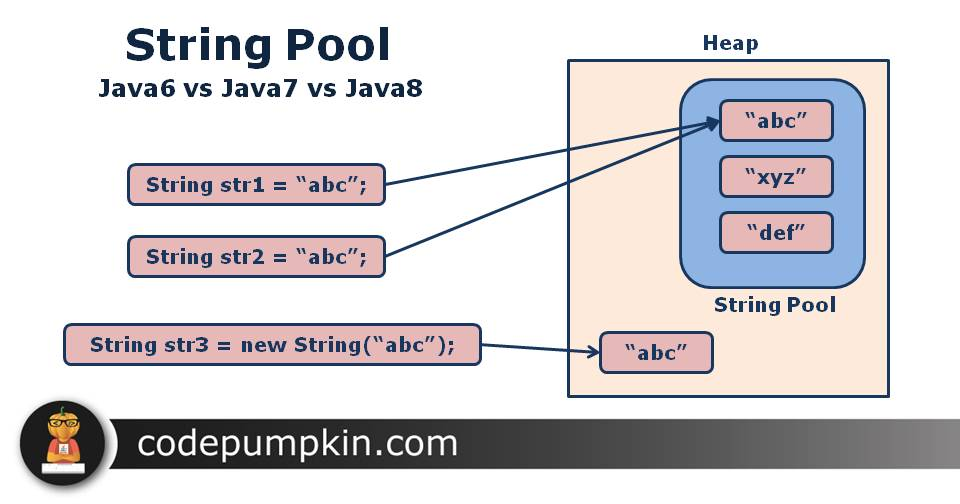 String Pool
Java6 vs Java7 vs Java8
Heap
“abc”
“xyz”
“def”
String Pool
String str1 = “abc”;
String str2 = “abc”;
String str3 = new String(“abc”);
“abc”
codepumpkin.com